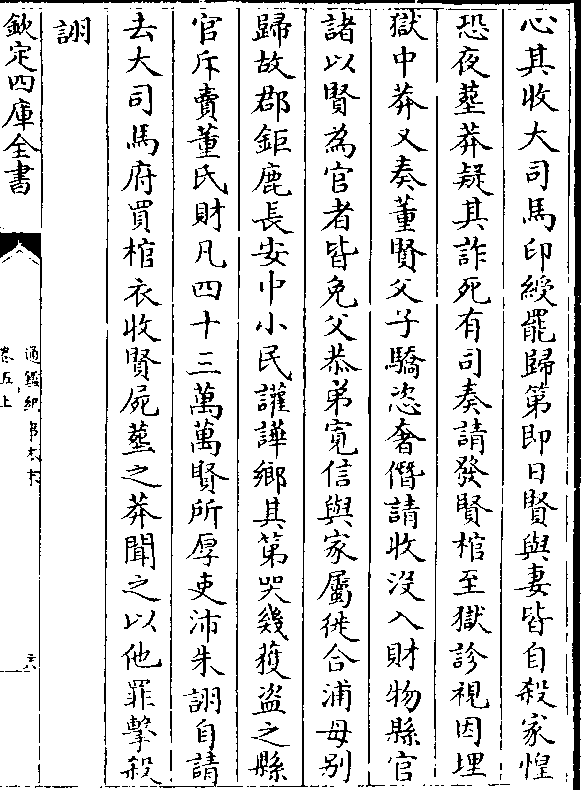 心其收大司馬印綬罷歸第即日賢與妻皆自殺家惶
恐夜塟莽疑其詐死有司奏請發賢棺至獄診視因埋
獄中莽又奏董賢父子驕恣奢僭請收沒入財物縣官
諸以賢為官者皆免父恭弟寛信與家屬徙合浦毋别
歸故郡鉅鹿長安中小民讙譁鄉其第哭幾獲盗之縣
官斥賣董氏財凡四十三萬萬賢所厚吏沛朱詡自請
去大司馬府買棺衣收賢屍塟之莽聞之以他罪擊殺
詡
欽定四庫全書
通鑑紀事本末
卷五上